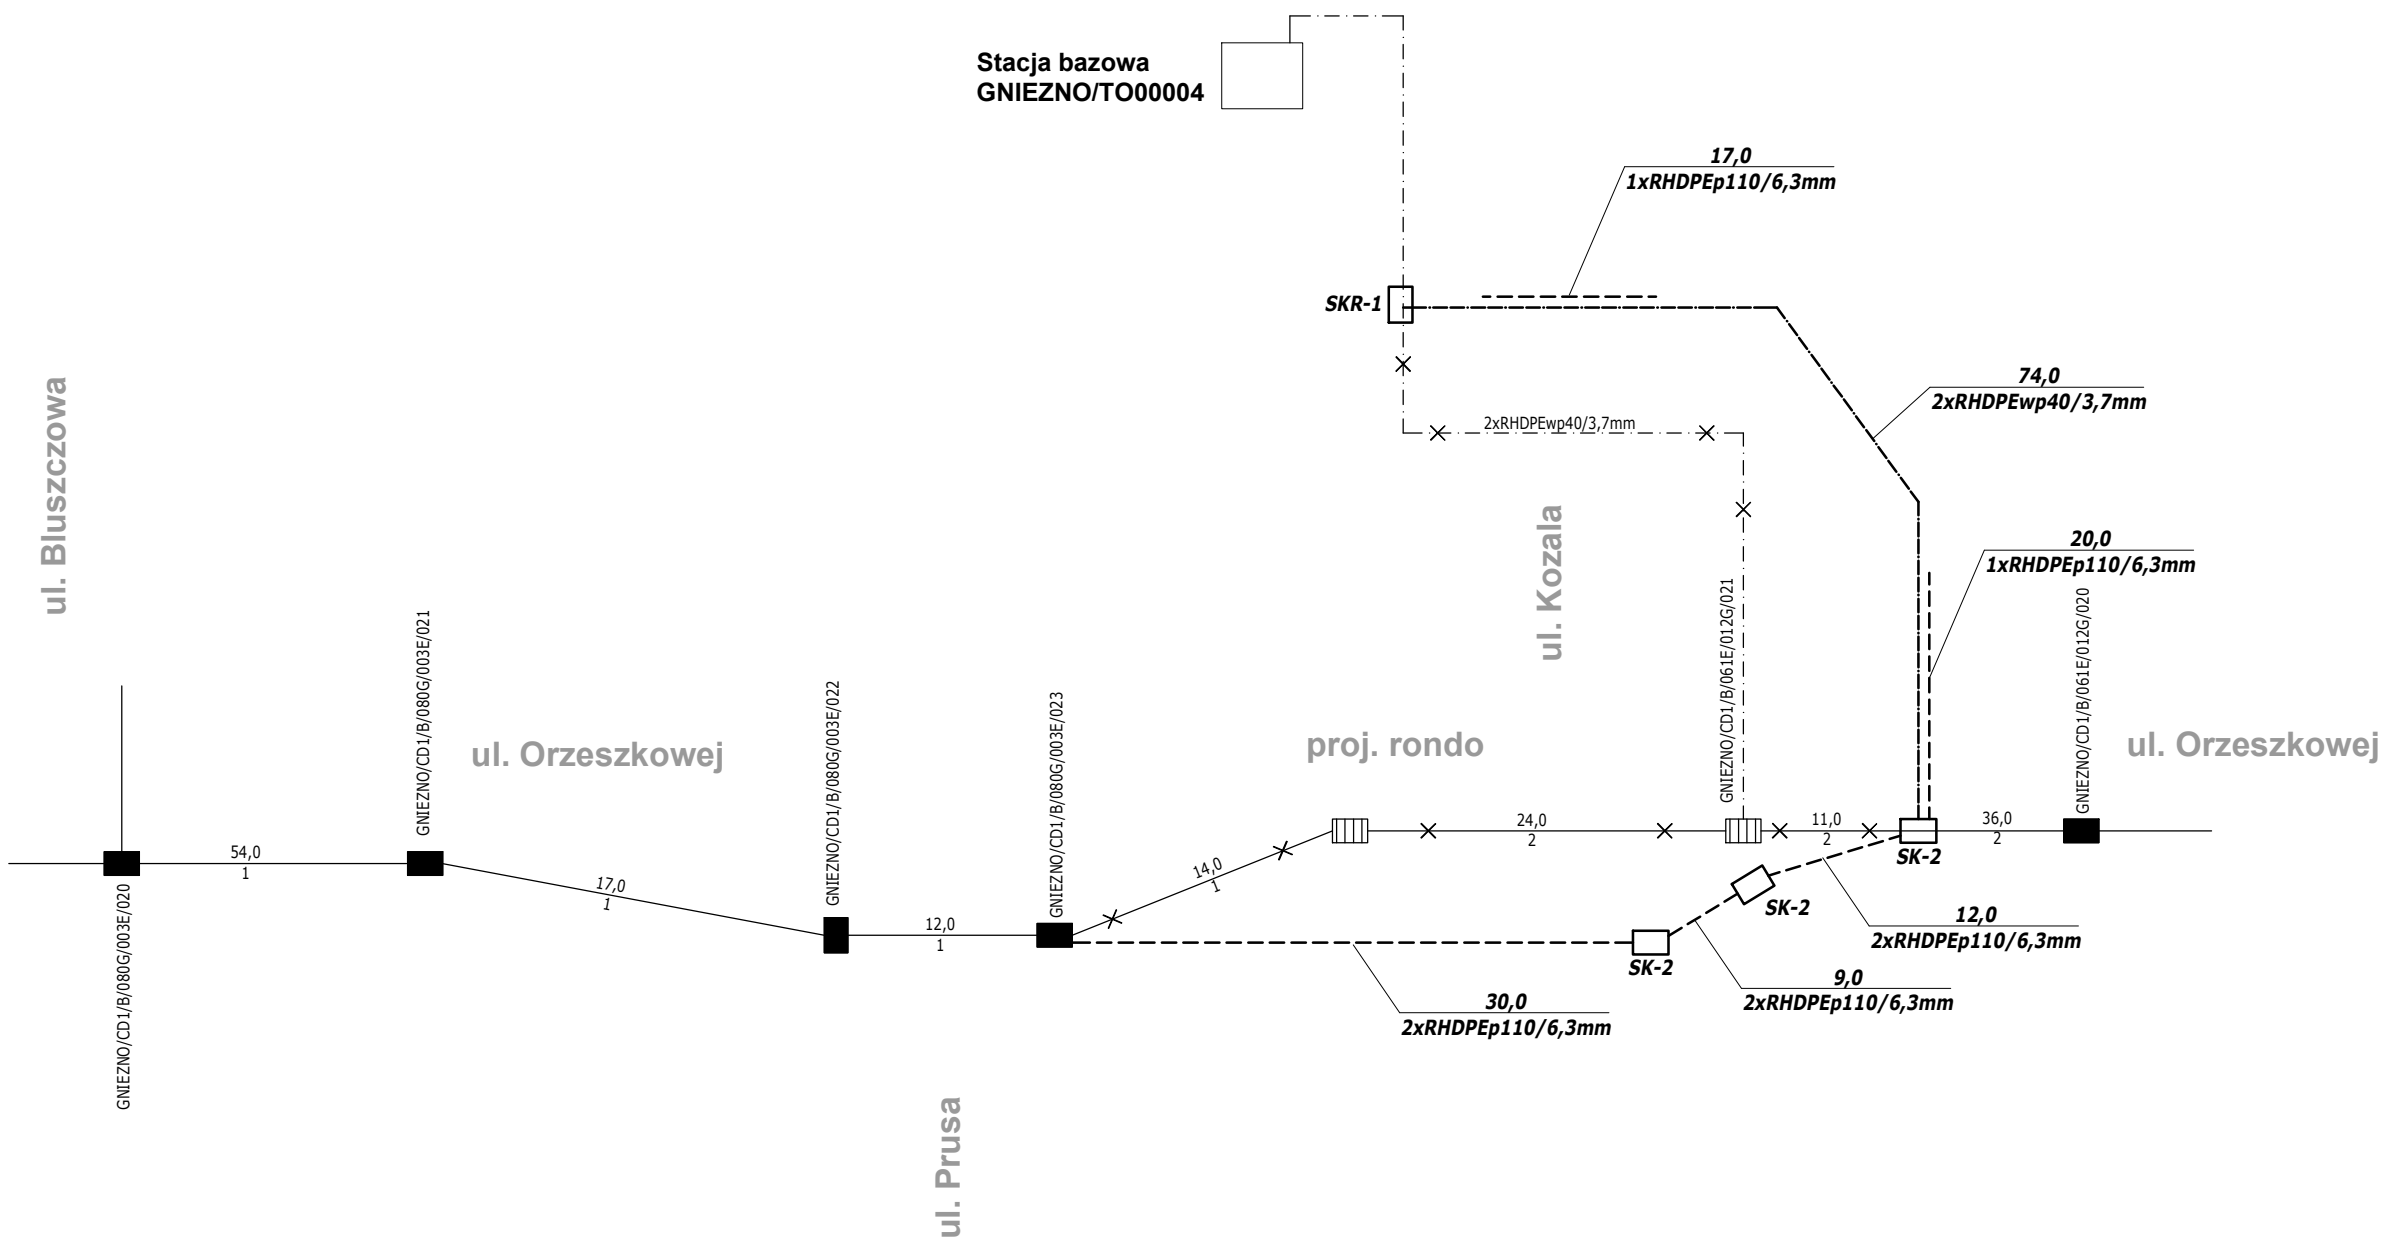 Stacja bazowa
GNIEZNO/TO00004
17,0
1xRHDPEp110/6,3mm
SKR-1
74,0
2xRHDPEwp40/3,7mm
2xRHDPEwp40/3,7mm
ul. Bluszczowa
ul. Kozala
20,0
1xRHDPEp110/6,3mm
GNIEZNO/CD1/B/080G/003E/021
GNIEZNO/CD1/B/080G/003E/022
GNIEZNO/CD1/B/080G/003E/023
GNIEZNO/CD1/B/061E/012G/021
GNIEZNO/CD1/B/061E/012G/020
ul. Orzeszkowej
proj. rondo
ul. Orzeszkowej
54,0
1
17,0
1
12,0
1
14,0
1
24,0
2
11,0
2
36,0
2
SK-2
SK-2
SK-2
GNIEZNO/CD1/B/080G/003E/020
12,0
2xRHDPEp110/6,3mm
9,0
2xRHDPEp110/6,3mm
30,0
2xRHDPEp110/6,3mm
ul. Prusa